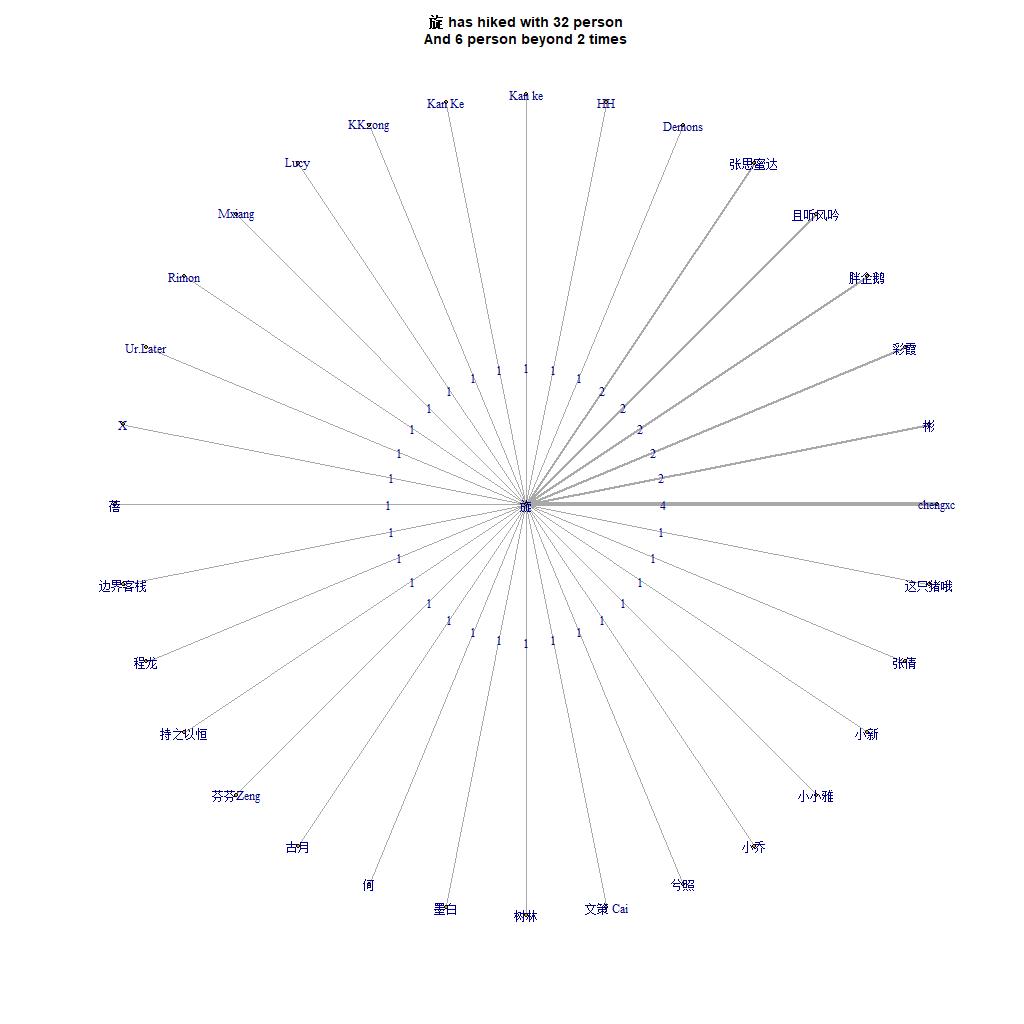 旋 has hiked with 32 person
And 6 person beyond 2 times
Kan ke
Kan Ke
HH
KKzong
Demons
Lucy
张思蜜达
Mxiang
且听风吟
Rimon
胖企鹅
Ur.Later
彩霞
1
1
1
1
1
1
2
1
2
X
1
2
彬
1
2
1
2
蓓
1
旋
4
chengxc
1
1
1
1
边界客栈
1
1
这只猪哦
1
1
1
1
1
1
1
1
1
程龙
张倩
持之以恒
小新
芬芬Zeng
小小雅
古月
小乔
何
兮照
墨白
树林
文策 Cai